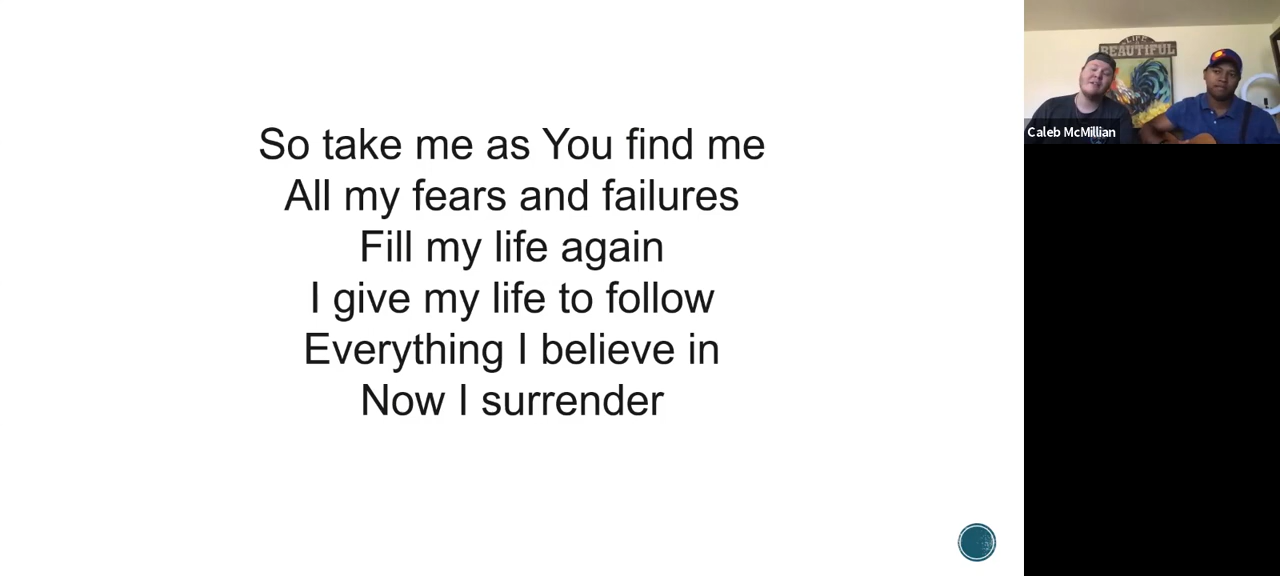 So take me as You find me
All my fears and failures
Fill my life again
I give my life to follow
Everything I believe in
Now I surrender
LIFE
BEAUTIFUL
Caleb McMillian